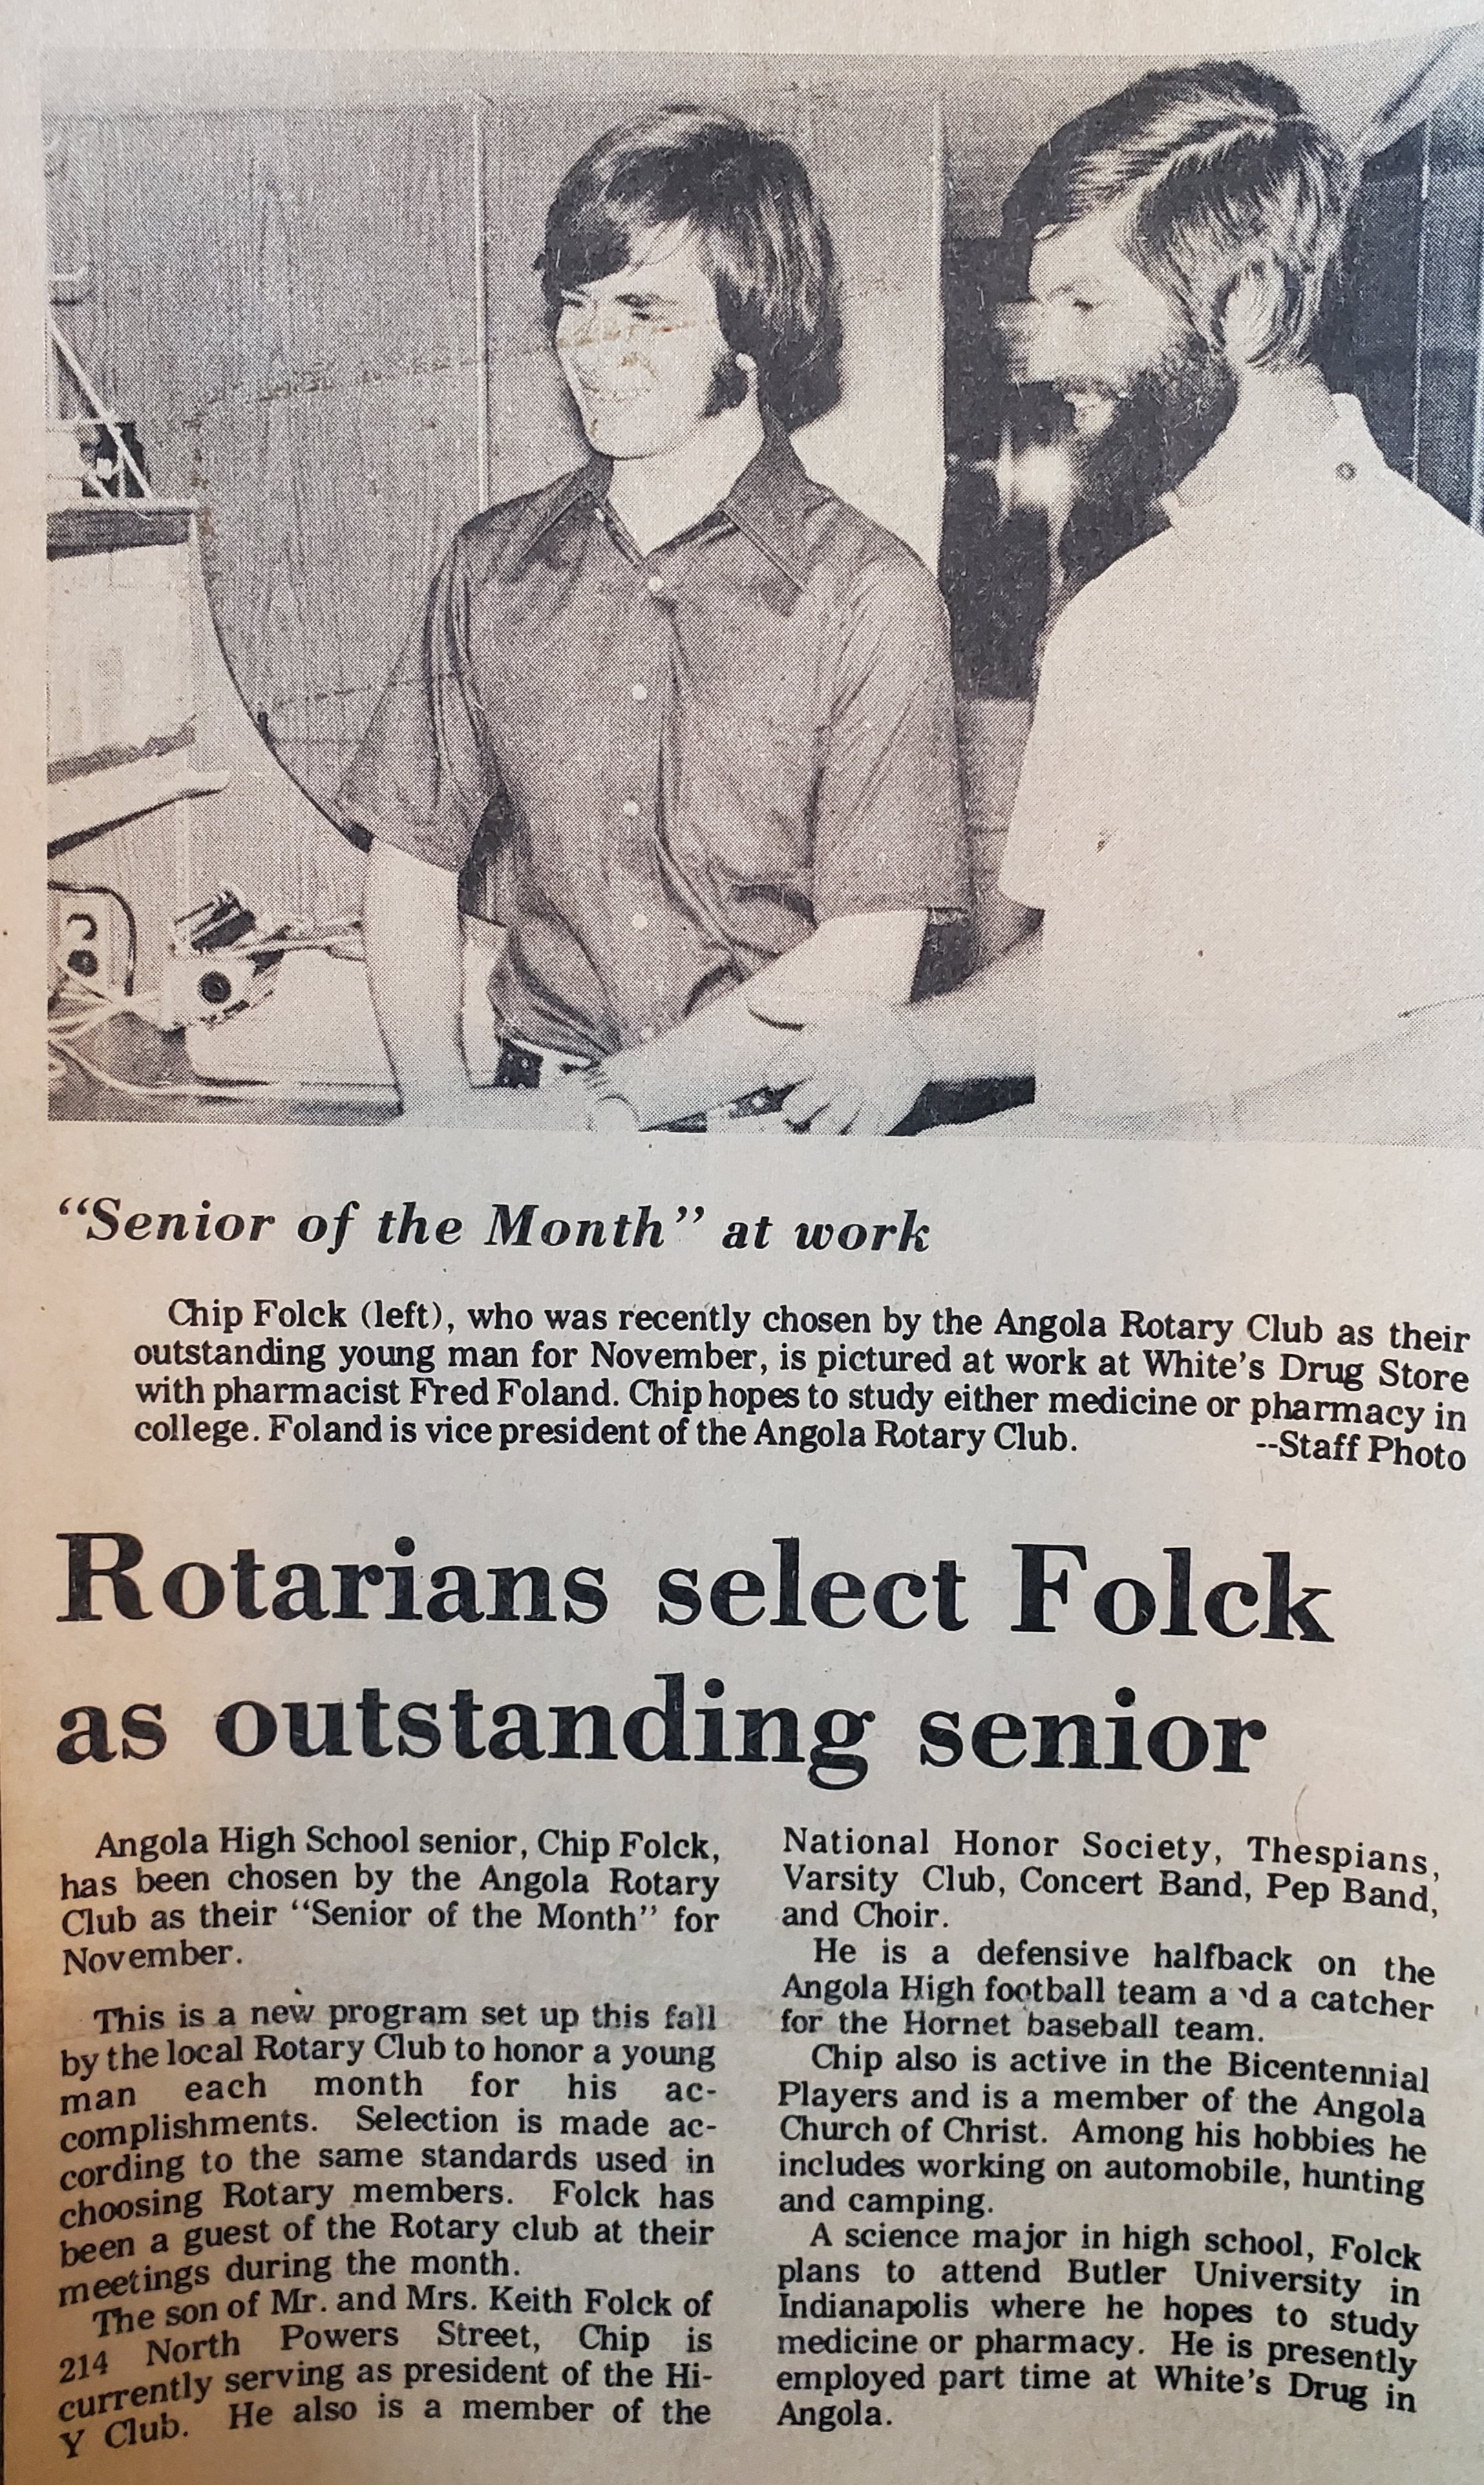 “Senior of the Month” at work
Chip Folck (left), who was recently chosen by the Angola Rotary Club as their
outstanding young man for November, is pictured at work at White’s Drug Store
with pharmacist Fred Foland. Chip hopes to study either medicine or pharmacy in
college. Foland is vice president of the Angola Rotary Club. --Staff Photo
Rotarians select Folck
as outstanding senior
Angola High School senior, Chip Folck,
has been chosen by the Angola Rotary
Club as their “Senior of the Month” for
November.
This is a new program set up this fall
by the local Rotary Club to honor a young
man each month for his ac-
complishments. Selection is made ac-
cording to the same standards used in
choosing Rotary members. Folck has
been a guest of the Rotary club at their
meetings during the month.
The son of Mr. and Mrs. Keith Folck of
214 North Powers Street, Chip is
currently serving as president of the Hi-
Y Club. He also is a member of the
National Honor Society, Thespians,
Varsity Club, Concert Band, Pep Band,
and Choir.
He is a defensive halfback on the
Angola High football team and a catcher
for the Hornet baseball team.
Chip also is active in the Bicentennial
Players and is a member of the Angola
Church of Christ. Among his hobbies he
includes working on automobile, hunting
and camping.
A science major in high school, Folck
plans to attend Butler University in
Indianapolis where he hopes to study
medicine or pharmacy. He is presently
employed part time at White’s Drug in
Angola.